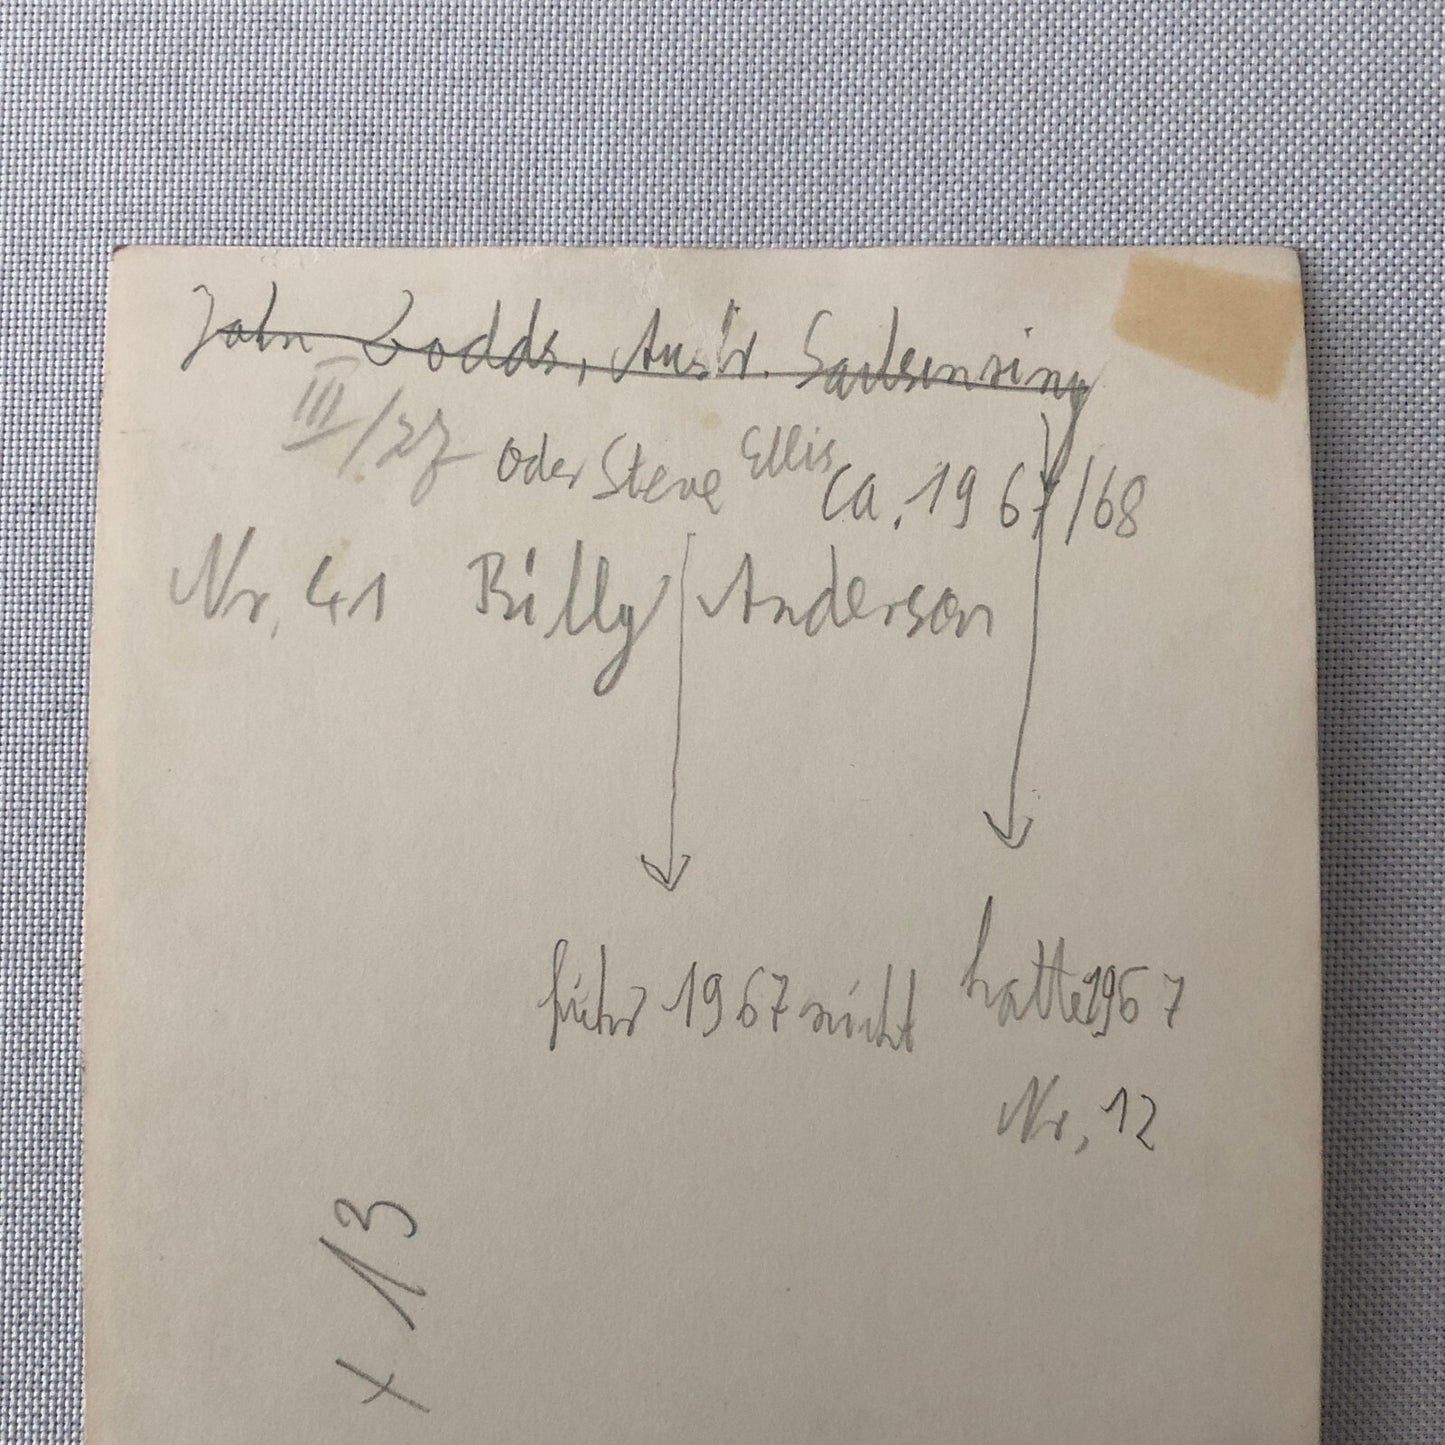 John Dodds, Austr. Sachsenring
III/27 oder Steve Ellis ca. 1967/68
Nr. 41 Billy Anderson
fuhr 1967 nicht
hatte 1967
Nr. 12
+ 13